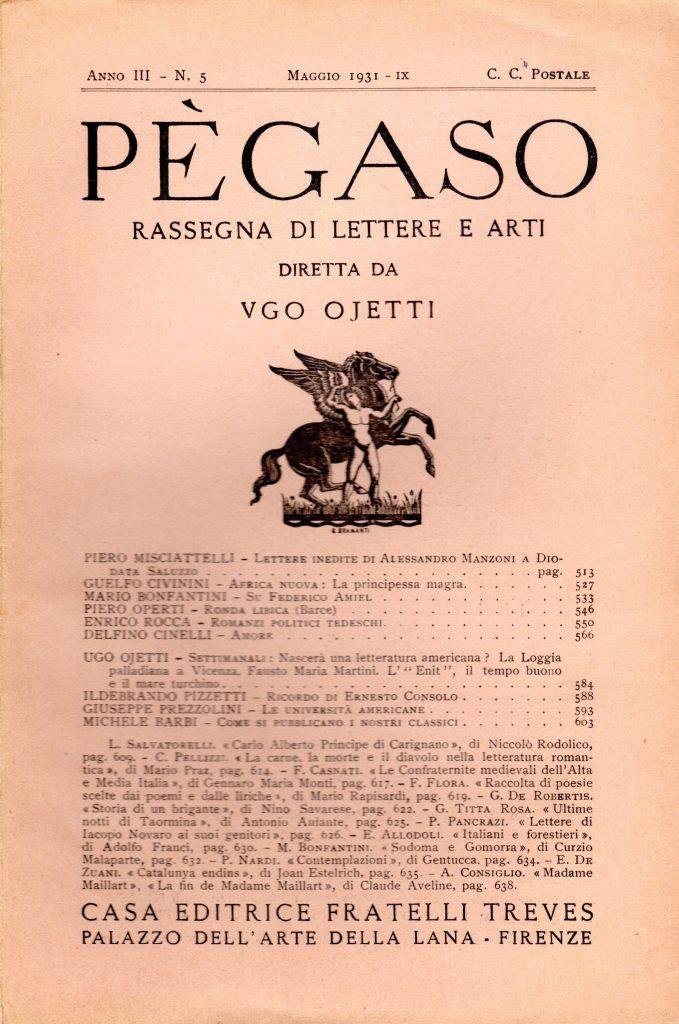 Anno III - N. 5 Maggio 1931 - IX C. C. Postale
PÈGASO
RASSEGNA DI LETTERE E ARTI
DIRETTA DA
VGO OJETTI
B. BRAMANTI
PIERO MISCIATTELLI – Lettere inedite di Alessandro Manzoni a Dio-
data Saluzzo . . . . . . . . . . . . . . . . . . . . pag. 513
GUELFO CIVININI – Africa nuova: La principessa magra. . . . . . . 527
MARIO BONFANTINI – Su Federico Amiel . . . . . . . . . . . . 533
PIERO OPERTI – Ronda libica (Barce) . . . . . . . . . . . . . . 546
ENRICO ROCCA – Romanzi politici tedeschi. . . . . . . . . . . . 550
DELFINO CINELLI – Amore . . . . . . . . . . . . . . . . . 566
UGO OJETTI – Settimanali: Nascerà una letteratura americana? La Loggia
palladiana a Vicenza. Fausto Maria Martini. L'"Enit", il tempo buono
e il mare turchino. . . . . . . . . . . . . . . . . . . . . 584
ILDEBRANDO PIZZETTI – Ricordo di Ernesto Consolo . . . . . . . 588
GIUSEPPE PREZZOLINI – Le università americane . . . . . . . . . 593
MICHELE BARBI – Come si pubblicano i nostri classici . . . . . . . 603
L. Salvatorelli. «Carlo Alberto Principe di Carignano», di Niccolò Rodolico,
pag. 609. – C. Pellizzi. «La carne, la morte e il diavolo nella letteratura roman-
tica», di Mario Praz, pag. 614. – F. Casnati. «Le Confraternite medievali dell'Alta
e Media Italia», di Gennaro Maria Monti, pag. 617. – F. Flora. «Raccolta di poesie
scelte dai poemi e dalle liriche», di Mario Rapisardi, pag. 619. – G. De Robertis.
«Storia di un brigante», di Nino Savarese, pag. 622. – G. Titta Rosa. «Ultime
notti di Taormina», di Antonio Aniante, pag. 625. – P. Pancrazi. «Lettere di
Iacopo Novaro ai suoi genitori», pag. 626. – E. Allodoli. «Italiani e forestieri»,
di Adolfo Franci, pag. 630. – M. Bonfantini. «Sodoma e Gomorra», di Curzio
Malaparte, pag. 632. – P. Nardi. «Contemplazioni», di Gentucca, pag. 634. – E. De
Zuani. «Catalunya endins», di Joan Estelrich, pag. 635. – A. Consiglio. «Madame
Maillart», «La fin de Madame Maillart», di Claude Aveline, pag. 638.
CASA EDITRICE FRATELLI TREVES
PALAZZO DELL'ARTE DELLA LANA - FIRENZE